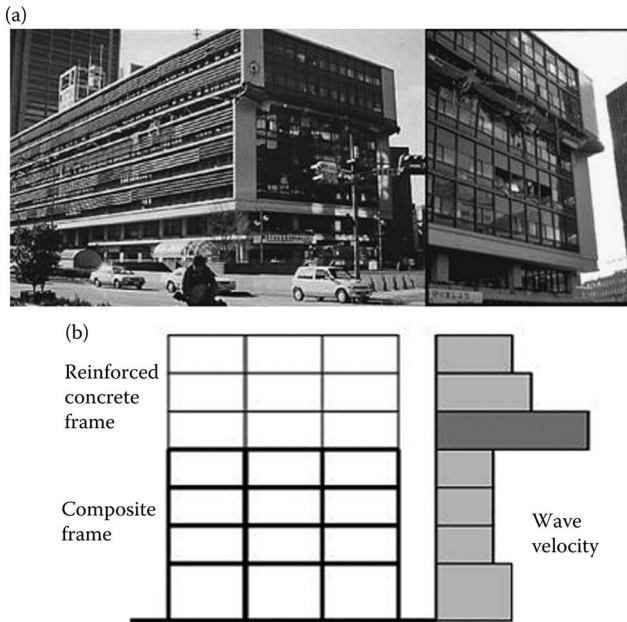 (a)
(b)
Reinforced
concrete
frame
Composite
frame
Wave
velocity